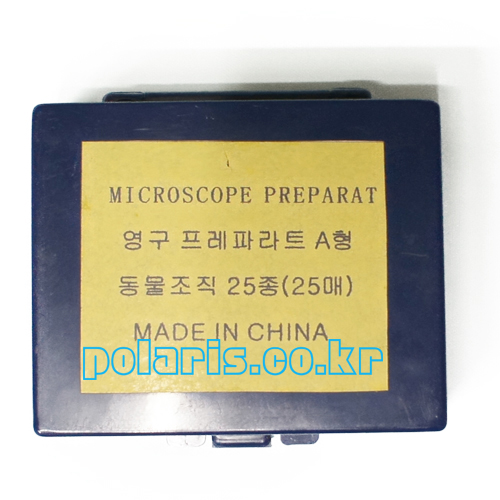 MICROSCOPE PREPARAT
영구 프레파라트 A형
동물조직 25종(25매)
MADE IN CHINA
polaris.co.kr